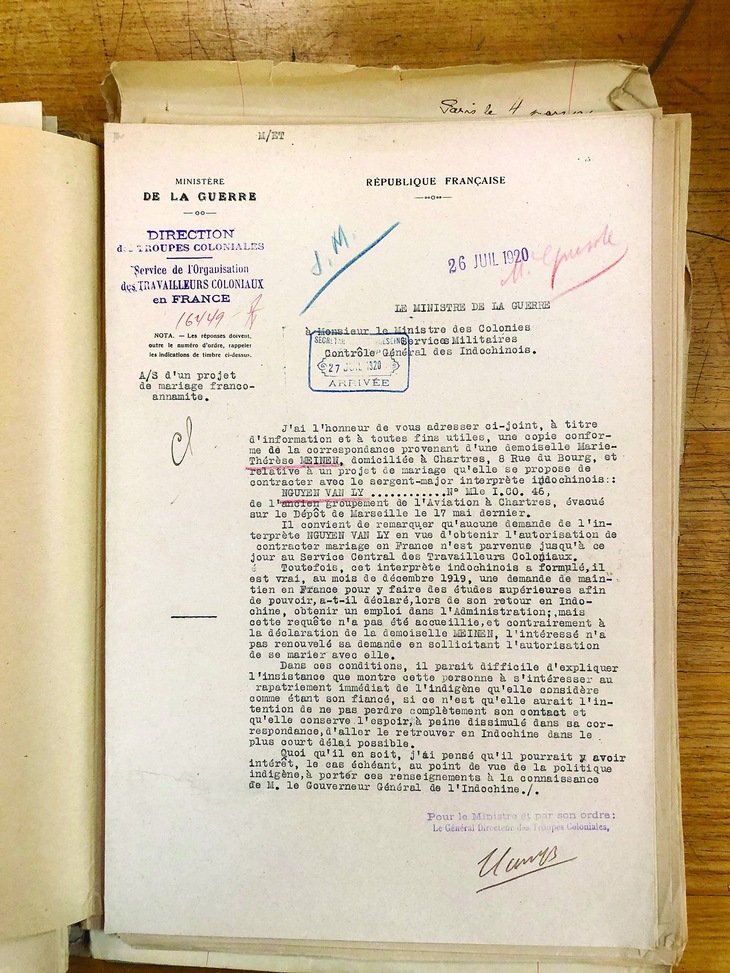 Paris le 4 mars
M/ET
MINISTÈRE
DE LA GUERRE
RÉPUBLIQUE FRANÇAISE
DIRECTION
des TROUPES COLONIALES
Service de l'Organisation
des TRAVAILLEURS COLONIAUX
en FRANCE
16449
J.M.
26 JUIL 1920
NOTA. — Les réponses doivent,
outre le numéro d'ordre, rappeler
les indications de timbre ci-dessus.
LE MINISTRE DE LA GUERRE
à Monsieur le Ministre des Colonies
Services Militaires
Contrôle Général des Indochinois.
27 JUIL 1920
ARRIVÉE
A/S d'un projet
de mariage franco-
annamite.
J'ai l'honneur de vous adresser ci-joint, à titre
d'information et à toutes fins utiles, une copie confor-
me de la correspondance provenant d'une demoiselle Marie-
Thérèse MEINEN, domiciliée à Chartres, 8 Rue du Bourg, et
relative à un projet de mariage qu'elle se propose de
contracter avec le sergent-major interprète indochinois::
NGUYEN VAN LY ............N° Mle I.CO. 46,
de l'ancien groupement de l'Aviation à Chartres, évacué
sur le Dépôt de Marseille le 17 mai dernier.
Il convient de remarquer qu'aucune demande de l'in-
terprète NGUYEN VAN LY en vue d'obtenir l'autorisation de
contracter mariage en France n'est parvenue jusqu'à ce
jour au Service Central des Travailleurs Coloniaux.
Toutefois, cet interprète indochinois a formulé,il
est vrai, au mois de décembre 1919, une demande de main-
tien en France pour y faire des études supérieures afin
de pouvoir,a-t-il déclaré,lors de son retour en Indo-
chine, obtenir un emploi dans l'Administration;,mais
cette requête n'a pas été accueillie,et contrairement à
la déclaration de la demoiselle MEINEN, l'intéressé n'a
pas renouvelé sa demande en sollicitant l'autorisation
de se marier avec elle.
Dans ces conditions, il parait difficile d'expliquer
l'insistance que montre cette personne à s'intéresser au
rapatriement immédiat de l'indigène qu'elle considère
comme étant son fiancé, si ce n'est qu'elle aurait l'in-
tention de ne pas perdre complètement son contact et
qu'elle conserve l'espoir,à peine dissimulé dans sa cor-
respondance,d'aller le retrouver en Indochine dans le
plus court délai possible.
Quoi qu'il en soit, j'ai pensé qu'il pourrait y avoir
intérêt, le cas échéant, au point de vue de la politique
indigène,à porter ces renseignements à la connaissance
de M. le Gouverneur Général de l'Indochine./.
Pour le Ministre et par son ordre:
Le Général Directeur des Troupes Coloniales,